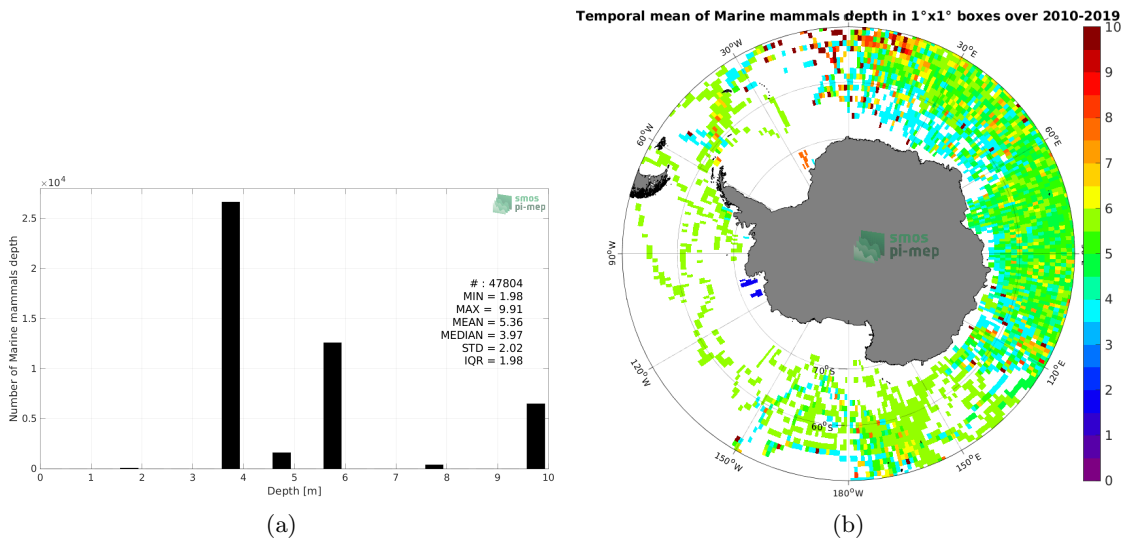 ×10⁴
2.5
2
1.5
1
0.5
0
0 1 2 3 4 5 6 7 8 9 10
Depth [m]
Number of Marine mammals depth
smos
pi-mep
# : 47804
MIN = 1.98
MAX = 9.91
MEAN = 5.36
MEDIAN = 3.97
STD = 2.02
IQR = 1.98
(a)
Temporal mean of Marine mammals depth in 1°x1° boxes over 2010-2019
30°W
30°E
60°W
60°E
90°W
120°W
120°E
150°W
150°E
180°W
70°S
60°S
smos
pi-mep
10
9
8
7
6
5
4
3
2
1
0
(b)